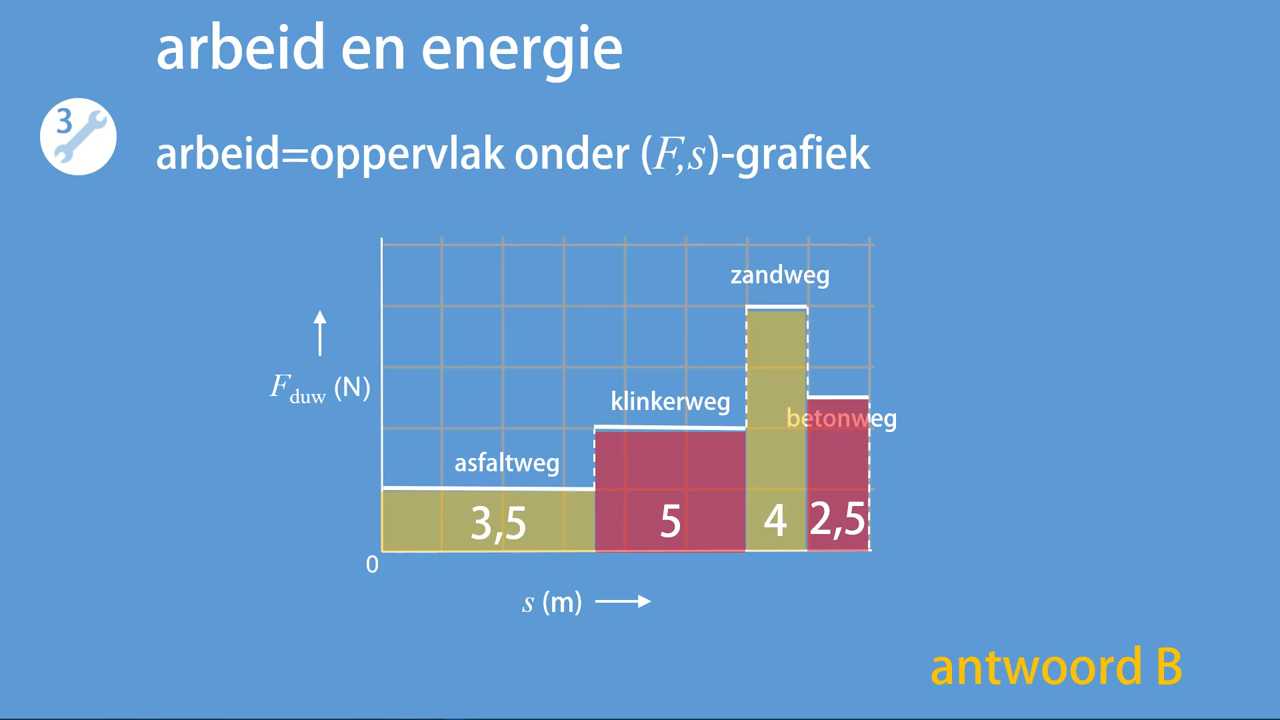 arbeid en energie
3
arbeid=oppervlak onder (F,s)-grafiek
zandweg
F duw (N)
klinkerweg
betonweg
asfaltweg
3,5 5 4 2,5
0
s (m)
antwoord B